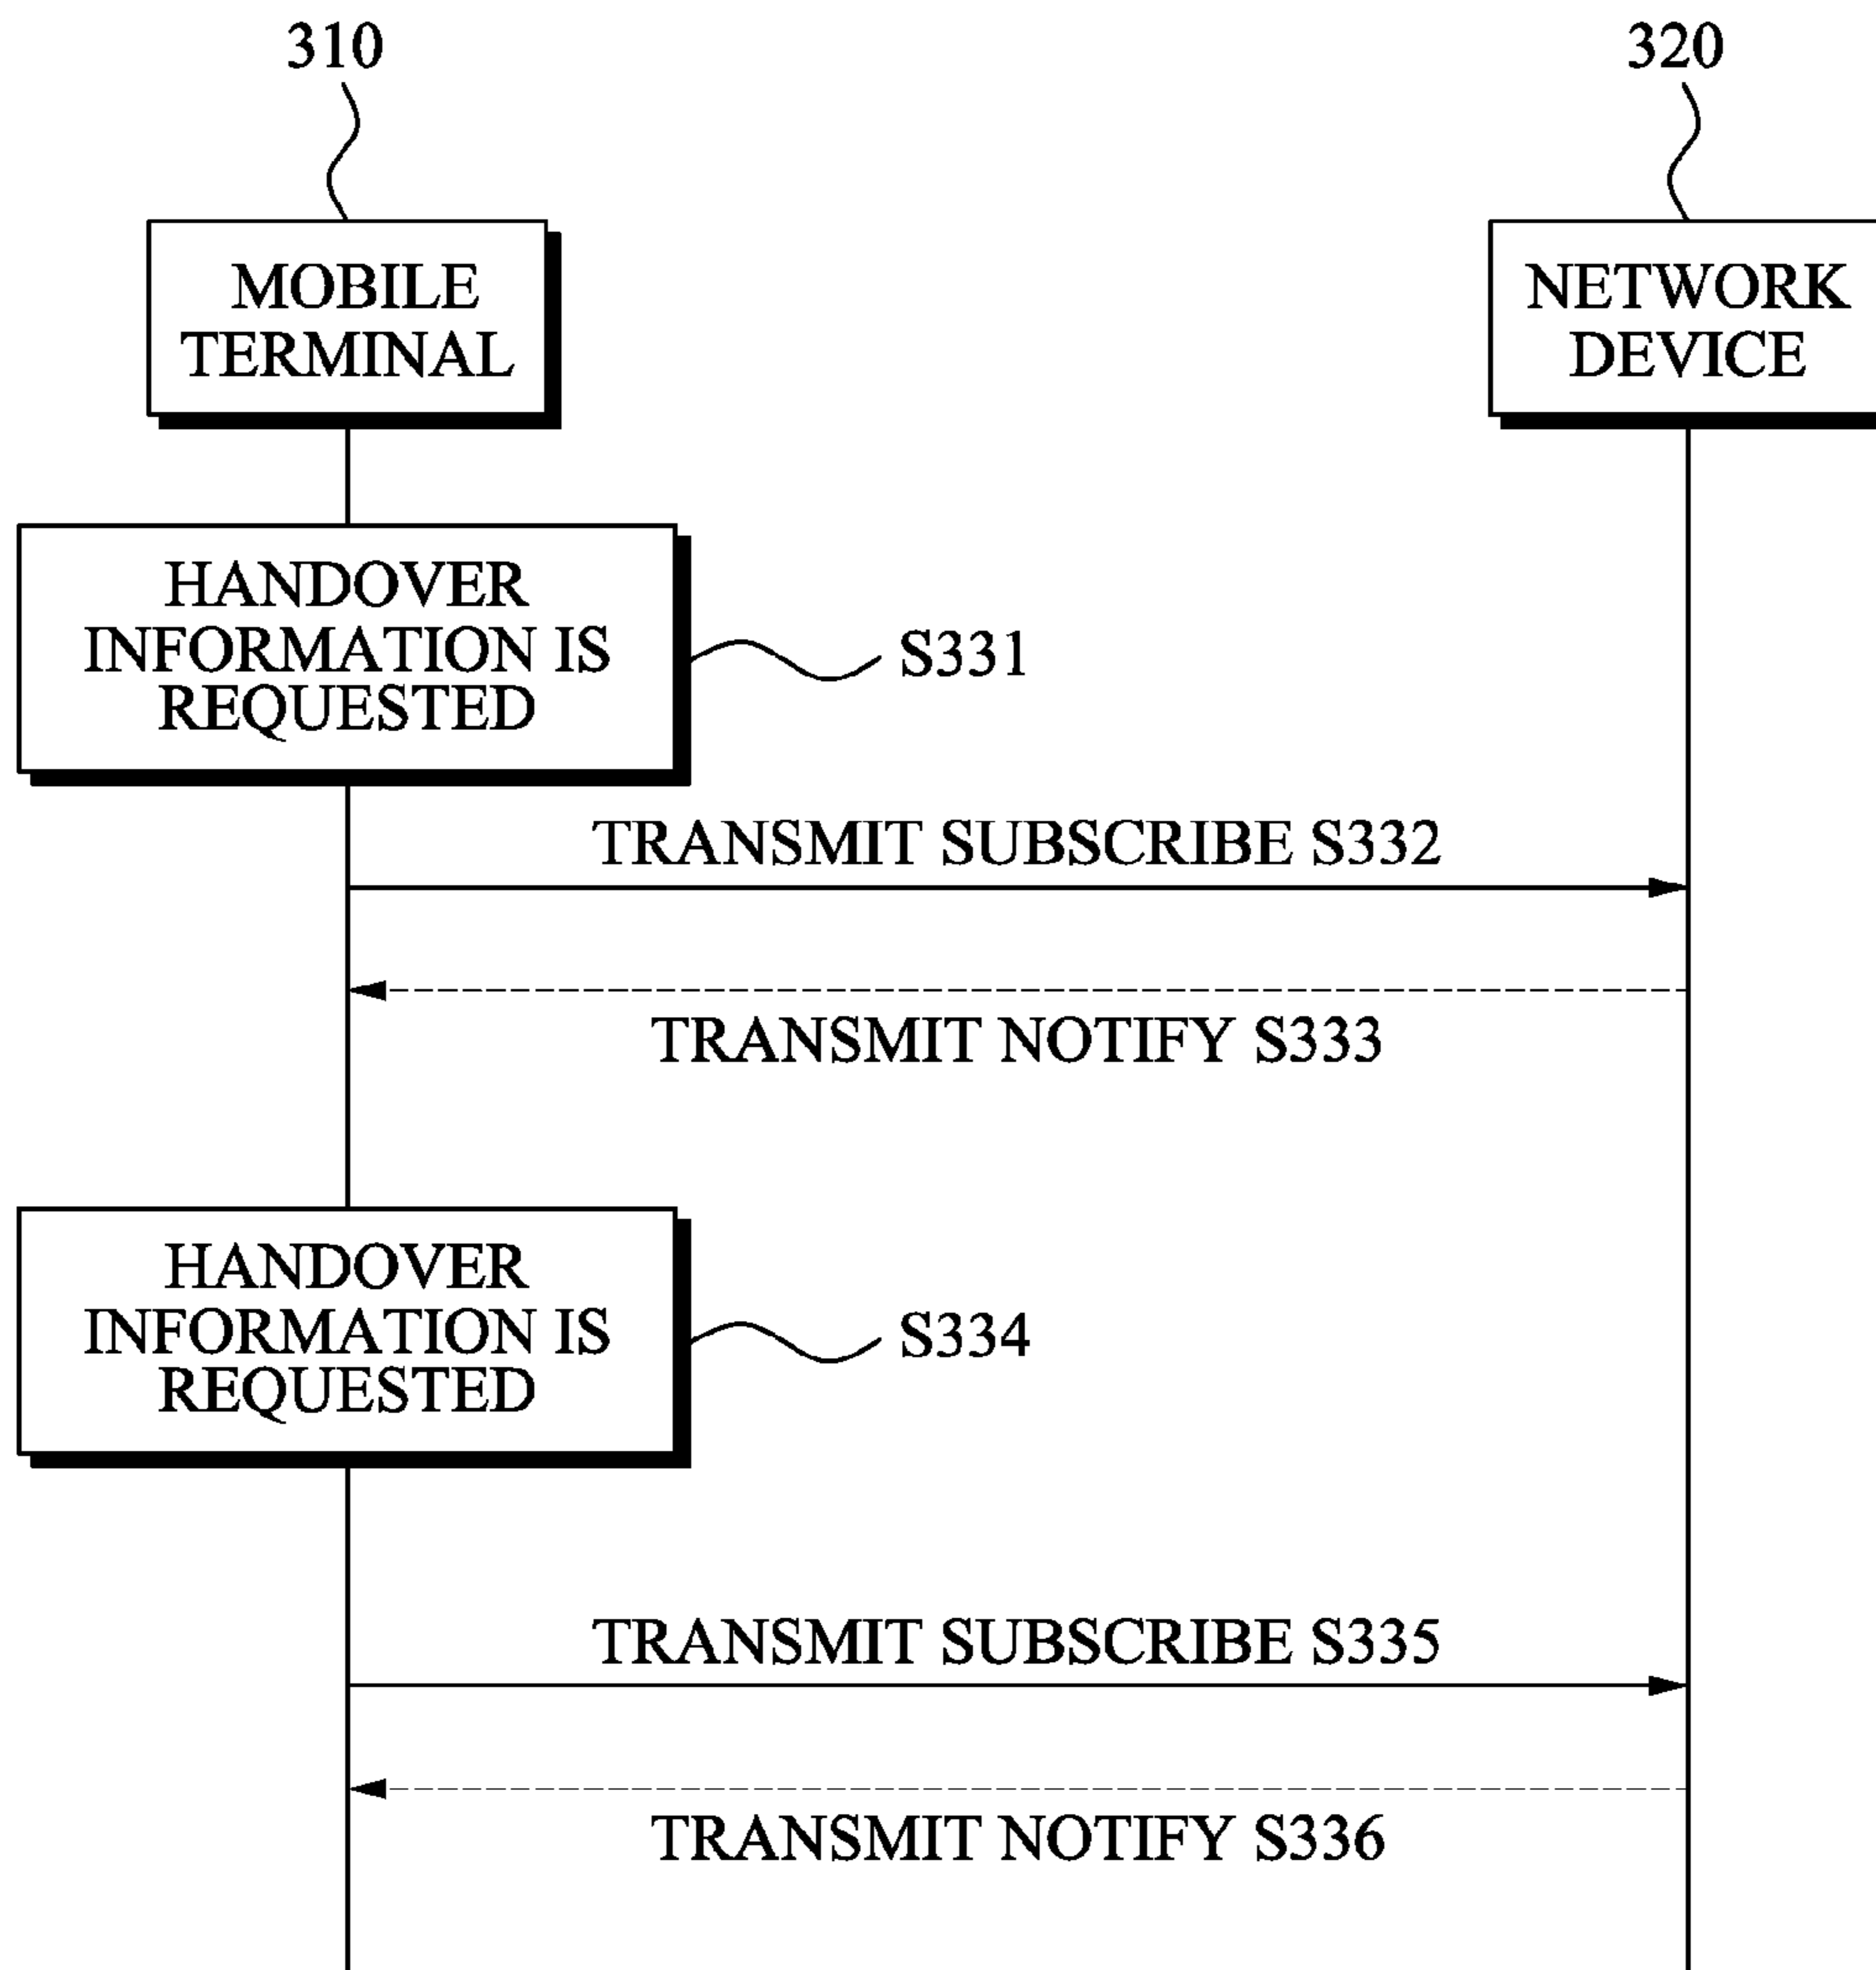 310
320
MOBILE
TERMINAL
NETWORK
DEVICE
HANDOVER
INFORMATION IS
REQUESTED
S331
TRANSMIT SUBSCRIBE S332
TRANSMIT NOTIFY S333
HANDOVER
INFORMATION IS
REQUESTED
S334
TRANSMIT SUBSCRIBE S335
TRANSMIT NOTIFY S336